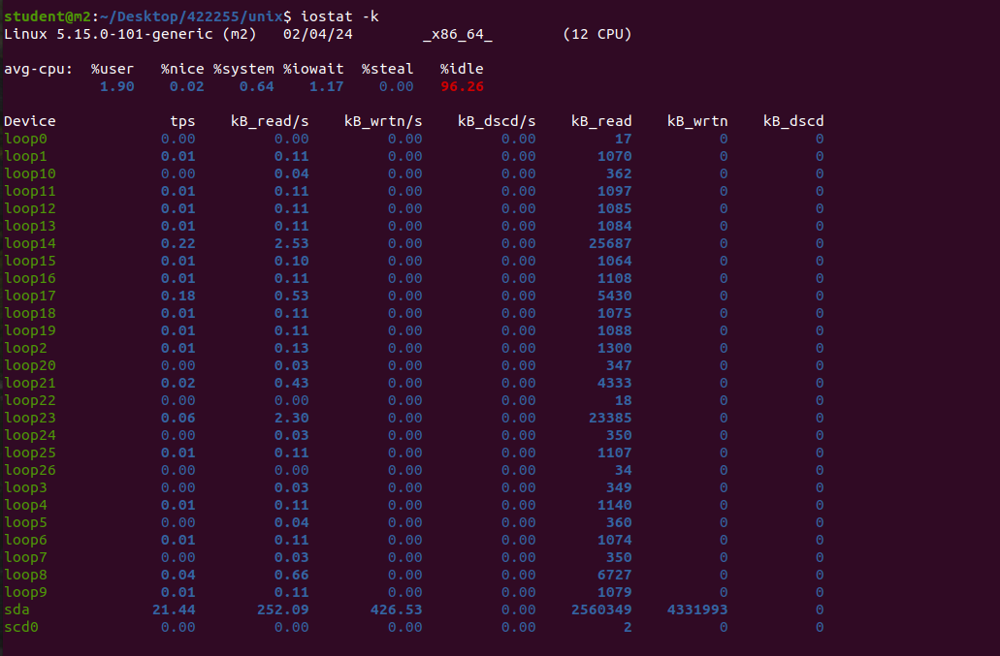 student@m2:~/Desktop/422255/unix$ iostat -k
Linux 5.15.0-101-generic (m2)   02/04/24        _x86_64_        (12 CPU)
avg-cpu:  %user   %nice %system %iowait  %steal   %idle
           1.90    0.02    0.64    1.17    0.00   96.26
Device             tps    kB_read/s    kB_wrtn/s    kB_dscd/s    kB_read    kB_wrtn    kB_dscd
loop0             0.00         0.00         0.00         0.00         17          0          0
loop1             0.01         0.11         0.00         0.00       1070          0          0
loop10            0.00         0.04         0.00         0.00        362          0          0
loop11            0.01         0.11         0.00         0.00       1097          0          0
loop12            0.01         0.11         0.00         0.00       1085          0          0
loop13            0.01         0.11         0.00         0.00       1084          0          0
loop14            0.22         2.53         0.00         0.00      25687          0          0
loop15            0.01         0.10         0.00         0.00       1064          0          0
loop16            0.01         0.11         0.00         0.00       1108          0          0
loop17            0.18         0.53         0.00         0.00       5430          0          0
loop18            0.01         0.11         0.00         0.00       1075          0          0
loop19            0.01         0.11         0.00         0.00       1088          0          0
loop2             0.01         0.13         0.00         0.00       1300          0          0
loop20            0.00         0.03         0.00         0.00        347          0          0
loop21            0.02         0.43         0.00         0.00       4333          0          0
loop22            0.00         0.00         0.00         0.00         18          0          0
loop23            0.06         2.30         0.00         0.00      23385          0          0
loop24            0.00         0.03         0.00         0.00        350          0          0
loop25            0.01         0.11         0.00         0.00       1107          0          0
loop26            0.00         0.00         0.00         0.00         34          0          0
loop3             0.00         0.03         0.00         0.00        349          0          0
loop4             0.01         0.11         0.00         0.00       1140          0          0
loop5             0.00         0.04         0.00         0.00        360          0          0
loop6             0.01         0.11         0.00         0.00       1074          0          0
loop7             0.00         0.03         0.00         0.00        350          0          0
loop8             0.04         0.66         0.00         0.00       6727          0          0
loop9             0.01         0.11         0.00         0.00       1079          0          0
sda              21.44       252.09       426.53         0.00    2560349    4331993          0
scd0              0.00         0.00         0.00         0.00          2          0          0